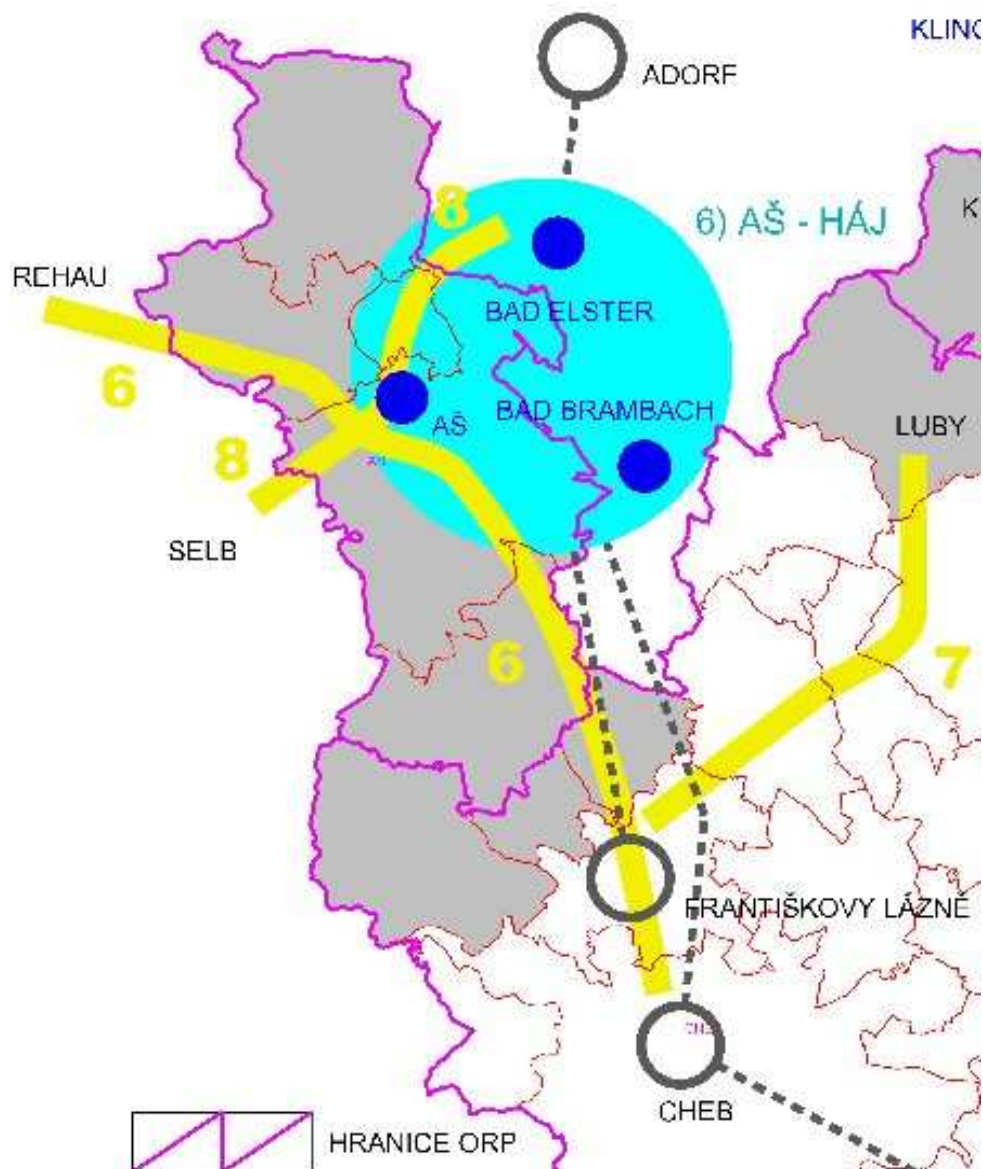 KLING
ADORF
8
6) AŠ - HÁJ
K
REHAU
BAD ELSTER
6
AŠ
BAD BRAMBACH
LUBY
8
SELB
6
7
FRANTIŠKOVY LÁZNĚ
CHEB
HRANICE ORP